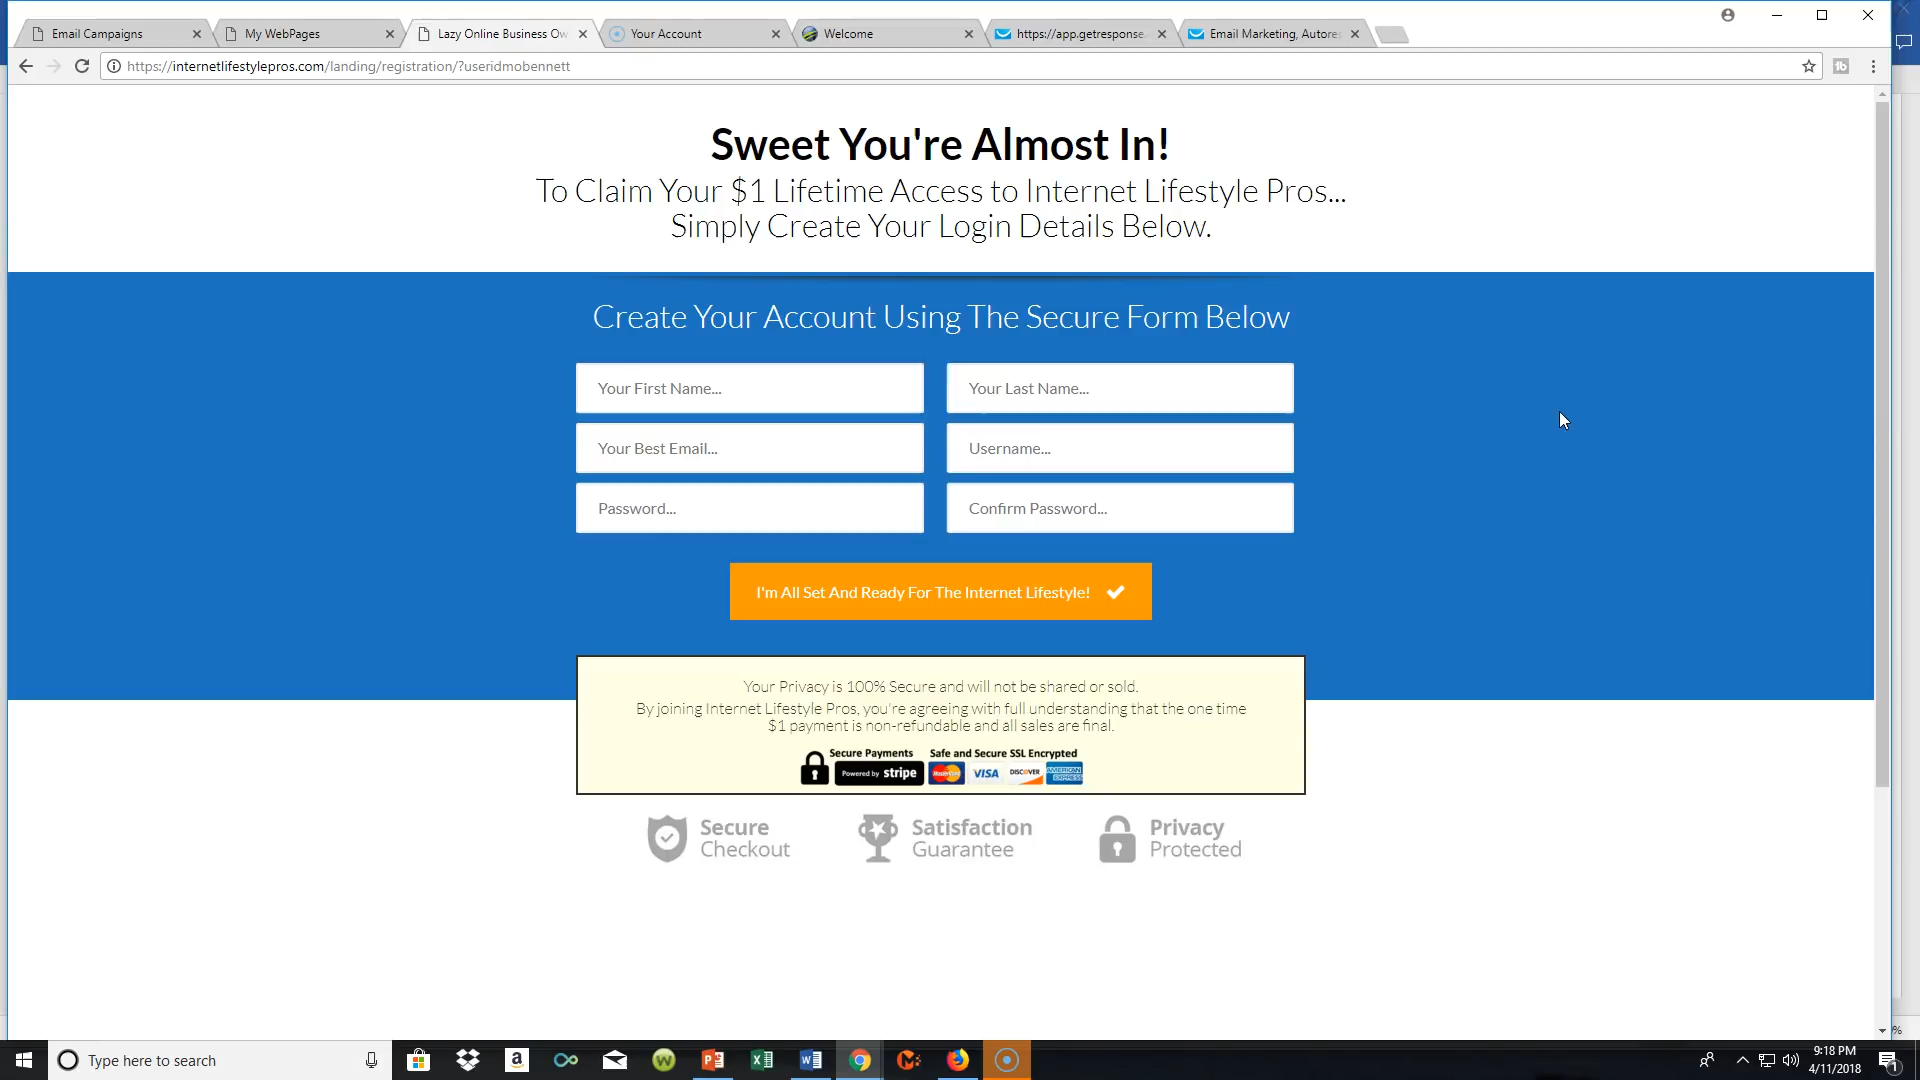 Email Campaigns
My WebPages
Lazy Online Business Ow
Your Account
Welcome
https://app.getresponse.
Email Marketing, Autores
https://internetlifestylepros.com/landing/registration/?useridmobennett
Sweet You're Almost In!
To Claim Your $1 Lifetime Access to Internet Lifestyle Pros...
Simply Create Your Login Details Below.
Create Your Account Using The Secure Form Below
Your First Name...
Your Last Name...
Your Best Email...
Username...
Password...
Confirm Password...
I'm All Set And Ready For The Internet Lifestyle!
Your Privacy is 100% Secure and will not be shared or sold.
By joining Internet Lifestyle Pros, you're agreeing with full understanding that the one time
$1 payment is non-refundable and all sales are final.
Secure Payments
Safe and Secure SSL Encrypted
Powered by stripe
MasterCard
VISA
DISCOVER
AMERICAN EXPRESS
Secure Checkout
Satisfaction Guarantee
Privacy Protected
Type here to search
9:18 PM
4/11/2018